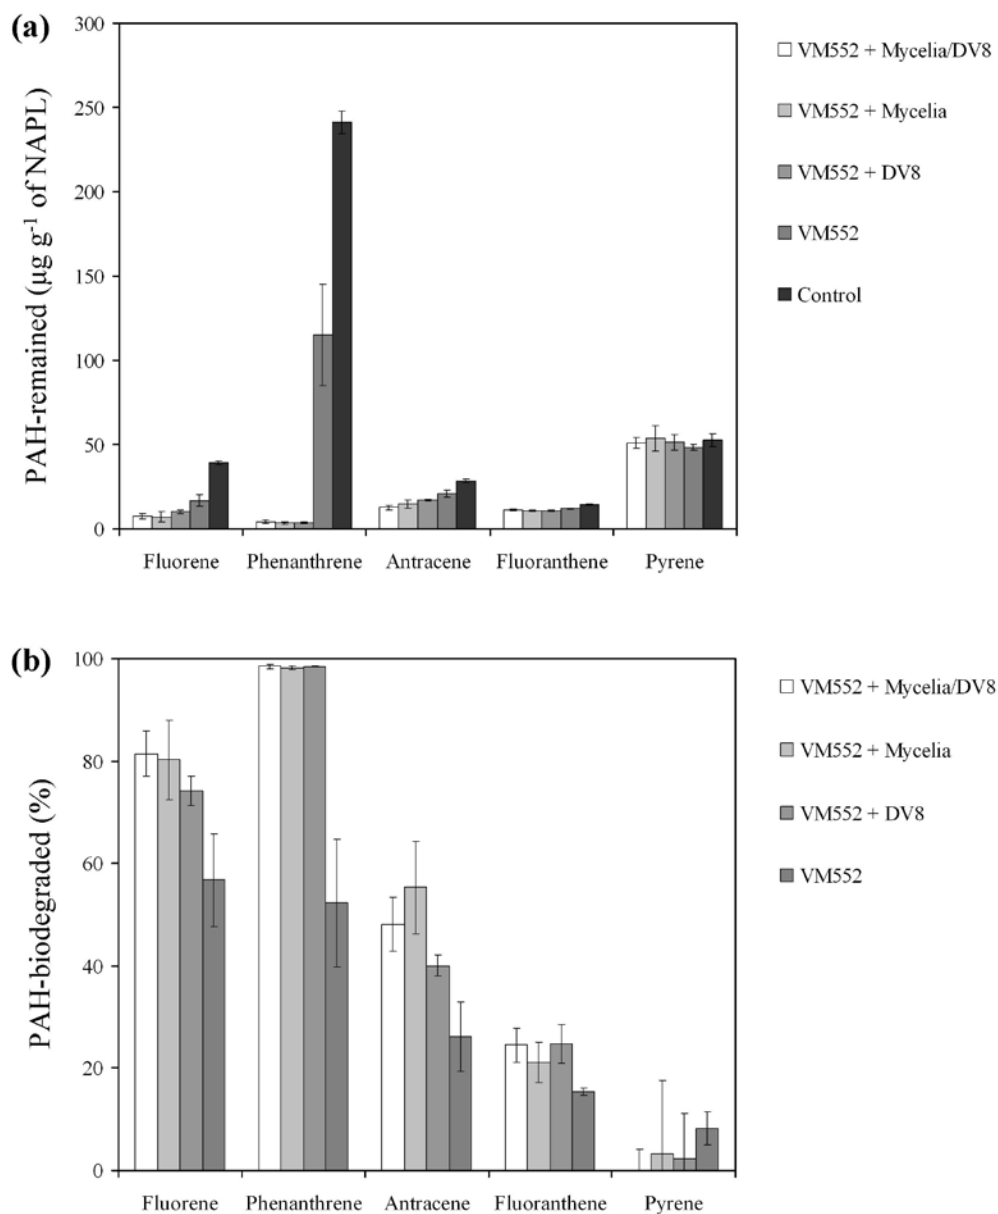 (a)
PAH-remained (µg g⁻¹ of NAPL)
300
250
200
150
100
50
0
Fluorene Phenanthrene Antracene Fluoranthene Pyrene
VM552 + Mycelia/DV8
VM552 + Mycelia
VM552 + DV8
VM552
Control
(b)
PAH-biodegraded (%)
100
80
60
40
20
0
Fluorene Phenanthrene Antracene Fluoranthene Pyrene
VM552 + Mycelia/DV8
VM552 + Mycelia
VM552 + DV8
VM552